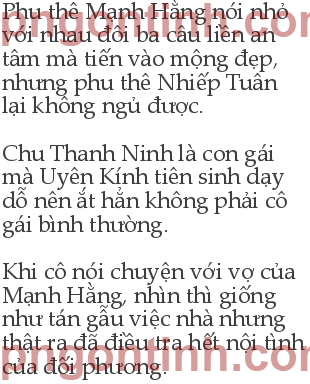 Phu thê Mạnh Hằng nói nhỏ
với nhau đôi ba câu liền an
tâm mà tiến vào mộng đẹp,
nhưng phu thê Nhiếp Tuân
lại không ngủ được.
Chu Thanh Ninh là con gái
mà Uyên Kính tiên sinh dạy
dỗ nên ắt hẳn không phải cô
gái bình thường.
Khi cô nói chuyện với vợ của
Mạnh Hằng, nhìn thì giống
như tán gẫu việc nhà nhưng
thật ra đã điều tra hết nội tình
của đối phương.